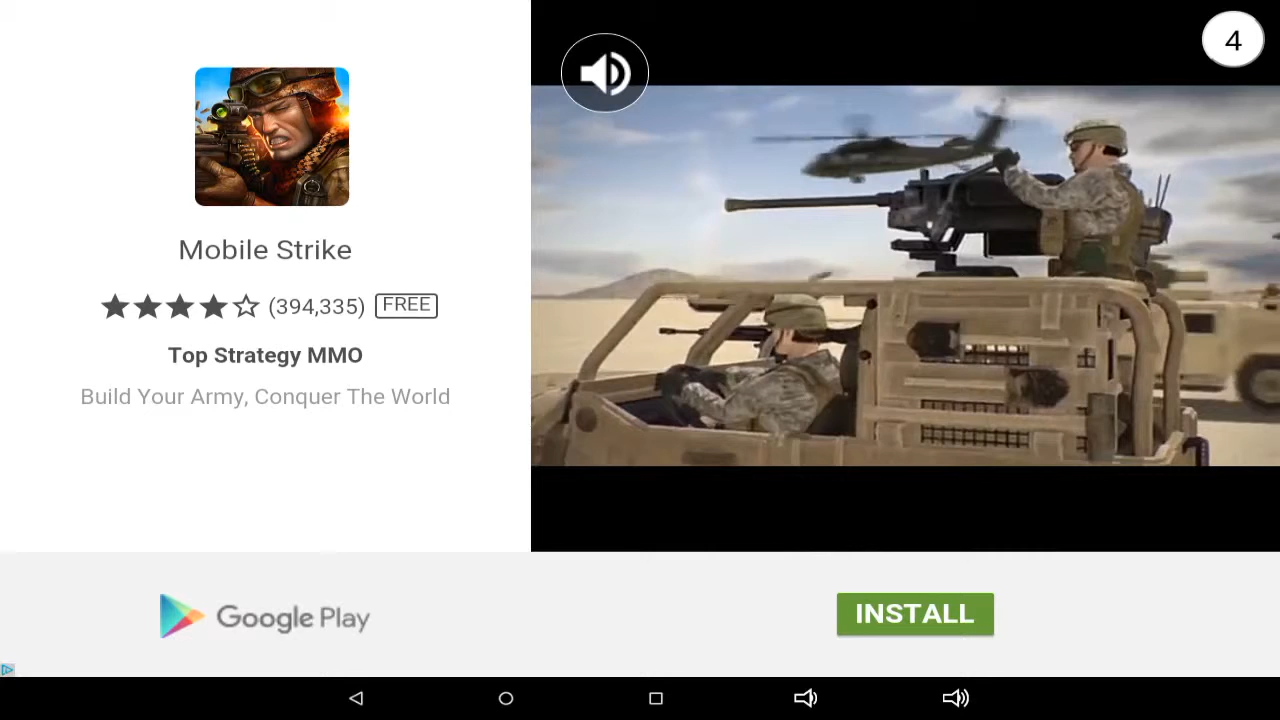 4
Mobile Strike
(394,335) FREE
Top Strategy MMO
Build Your Army, Conquer The World
Google Play
INSTALL